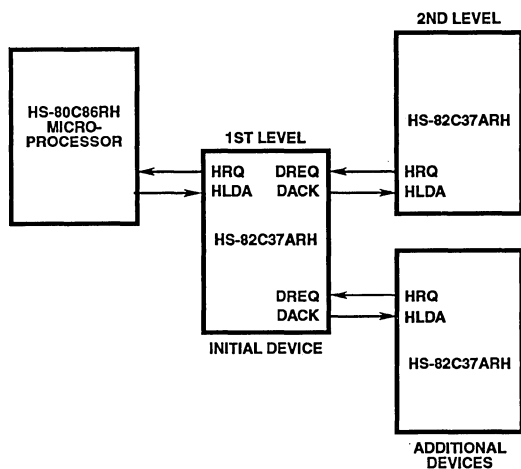 2ND LEVEL
HS-80C86RH
MICRO-
PROCESSOR
HS-82C37ARH
1ST LEVEL
HRQ DREQ HRQ
HLDA DACK HLDA
HS-82C37ARH
DREQ HRQ
DACK HLDA
INITIAL DEVICE
HS-82C37ARH
ADDITIONAL
DEVICES